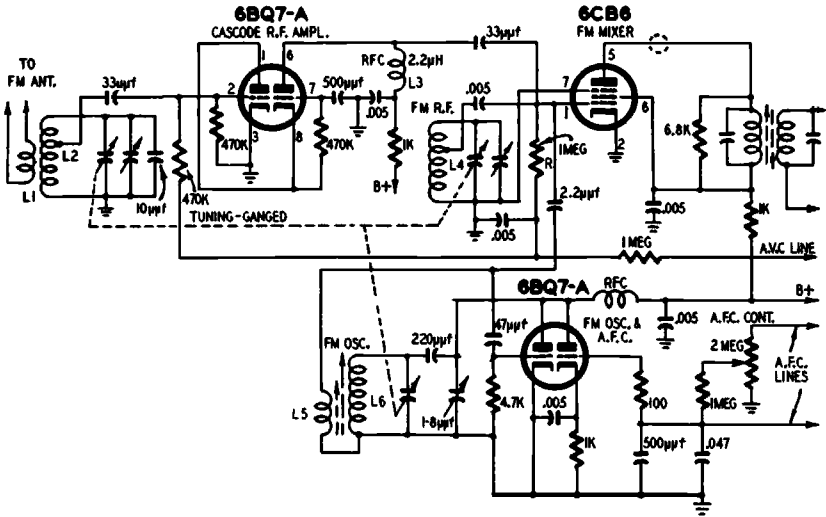 6BQ7-A
CASCODE R.F. AMPL.
6CB6
FM MIXER
TO
FM ANT.
33µµf
1
6
RFC
2.2µH
L3
33µµf
5
2
7
500µµf
.005
.005
7
1
6
FM R.F.
L2
L1
3
8
470K
470K
1K
B+
L4
1MEG
R
2
6.8K
10µµf
470K
TUNING-GANGED
.005
2.2µµf
.005
1K
1MEG
A.V.C LINE
6BQ7-A
RFC
B+
FM OSC. &
A.F.C.
.005
A.F.C. CONT.
47µµf
220µµf
FM OSC.
2 MEG
A.F.C.
LINES
L5
L6
1-8µµf
4.7K
.005
100
1MEG
1K
500µµf
.047